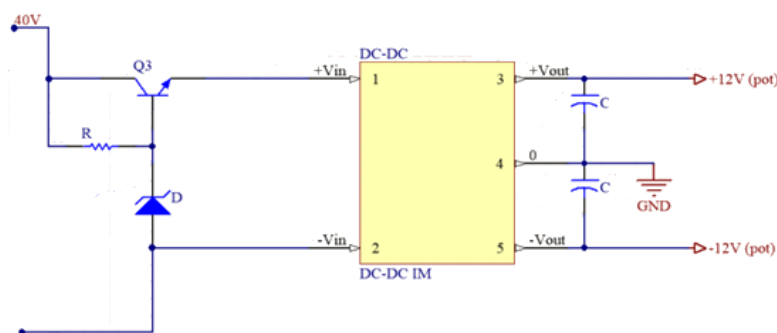 40V
Q3
R
D
DC-DC
+Vin
1
3
+Vout
+12V (pot)
C
4
0
C
GND
-Vin
2
5
-Vout
-12V (pot)
DC-DC IM